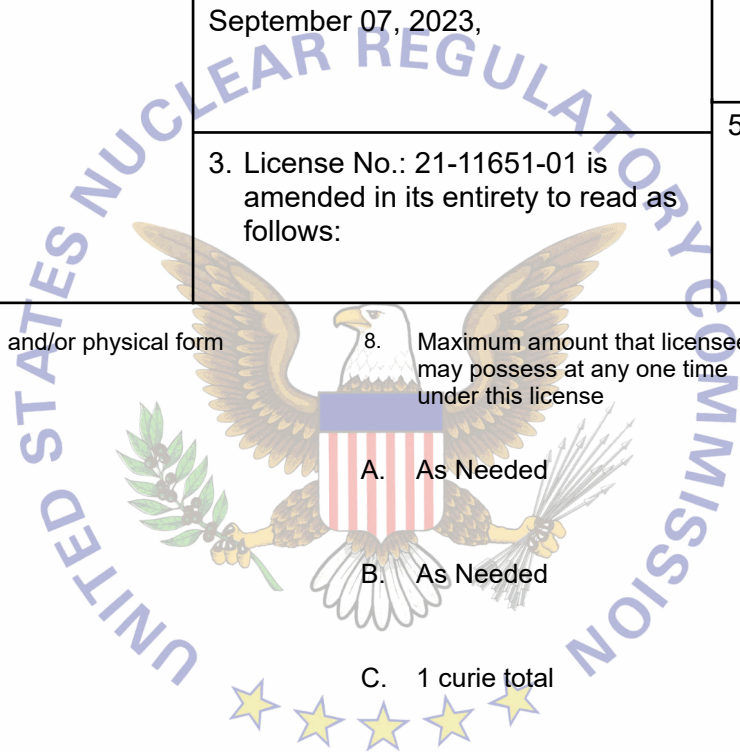 September 07, 2023,
5
3. License No.: 21-11651-01 is
amended in its entirety to read as
follows:
and/or physical form
8. Maximum amount that licensee
may possess at any one time
under this license
A. As Needed
B. As Needed
C. 1 curie total
UNITED STATES NUCLEAR REGULATORY COMMISSION